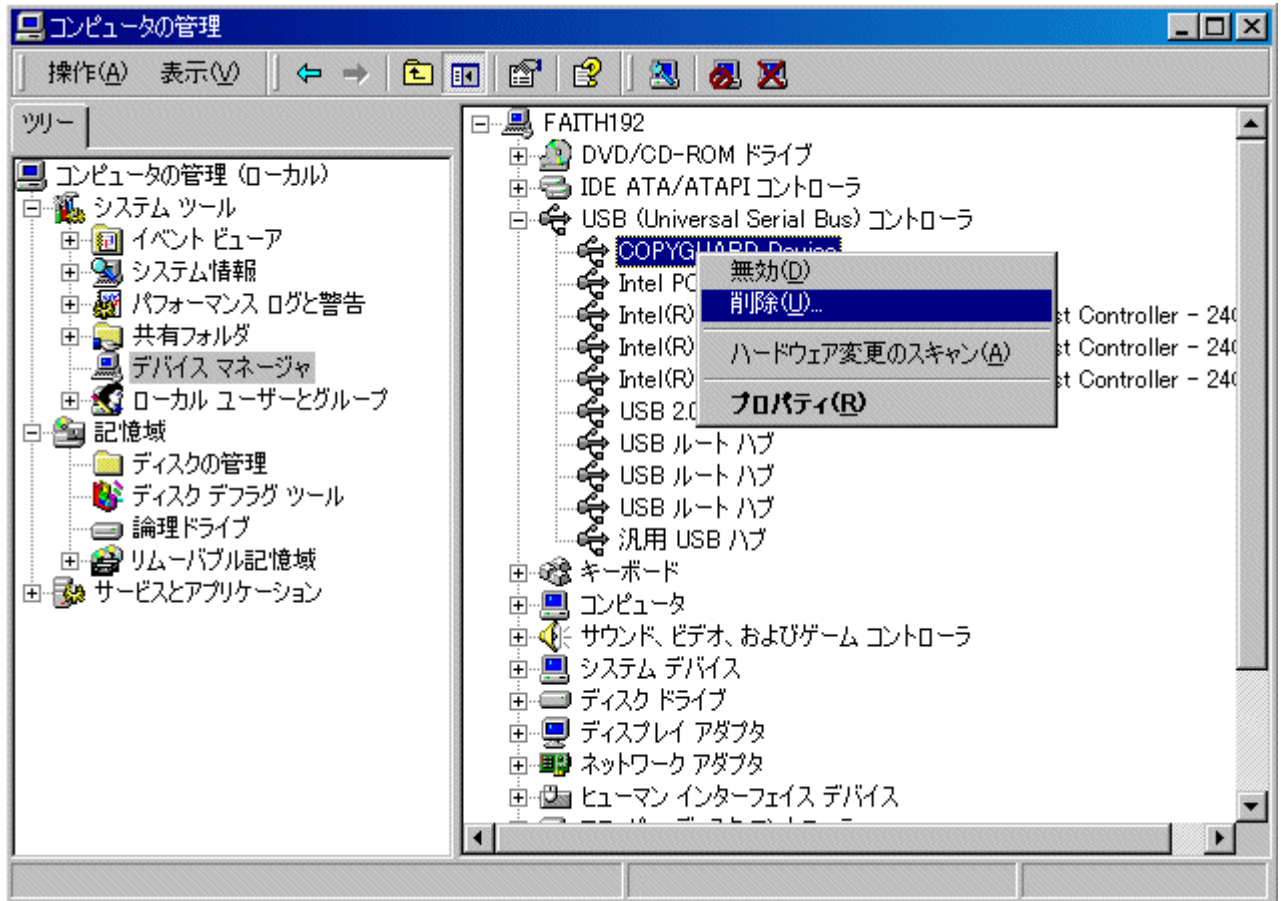 コンピュータの管理
操作(A) 表示(V)
ツリー
コンピュータの管理 (ローカル)
システム ツール
イベント ビューア
システム情報
パフォーマンス ログと警告
共有フォルダ
デバイス マネージャ
ローカル ユーザーとグループ
記憶域
ディスクの管理
ディスク デフラグ ツール
論理ドライブ
リムーバブル記憶域
サービスとアプリケーション
FAITH192
DVD/CD-ROM ドライブ
IDE ATA/ATAPI コントローラ
USB (Universal Serial Bus) コントローラ
COPYGUARD Device
無効(D)
削除(U)...
ハードウェア変更のスキャン(A)
プロパティ(R)
Intel
Intel(R) Controller - 
Intel(R) Controller - 
Intel(R) Controller - 
USB
USB ルート ハブ
USB ルート ハブ
USB ルート ハブ
汎用 USB ハブ
キーボード
コンピュータ
サウンド、ビデオ、およびゲーム コントローラ
システム デバイス
ディスク ドライブ
ディスプレイ アダプタ
ネットワーク アダプタ
ヒューマン インターフェイス デバイス